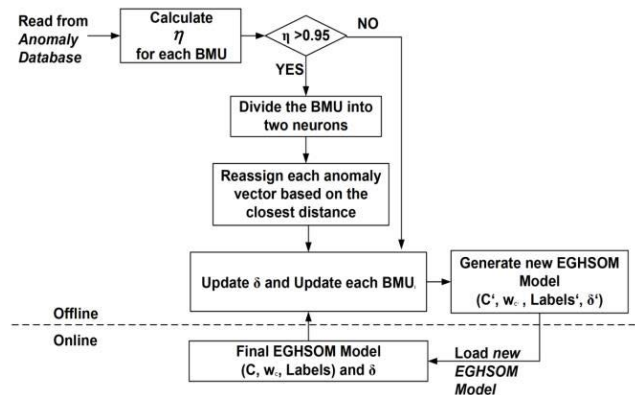 Read from
Anomaly
Database
Calculate
η
for each BMU
η >0.95
NO
YES
Divide the BMU into
two neurons
Reassign each anomaly
vector based on the
closest distance
Update δ and Update each BMU
Generate new EGHSOM
Model
(C‘, w c‘ , Labels‘, δ‘)
Offline
Online
Final EGHSOM Model
(C, w c, Labels) and δ
Load new
EGHSOM
Model